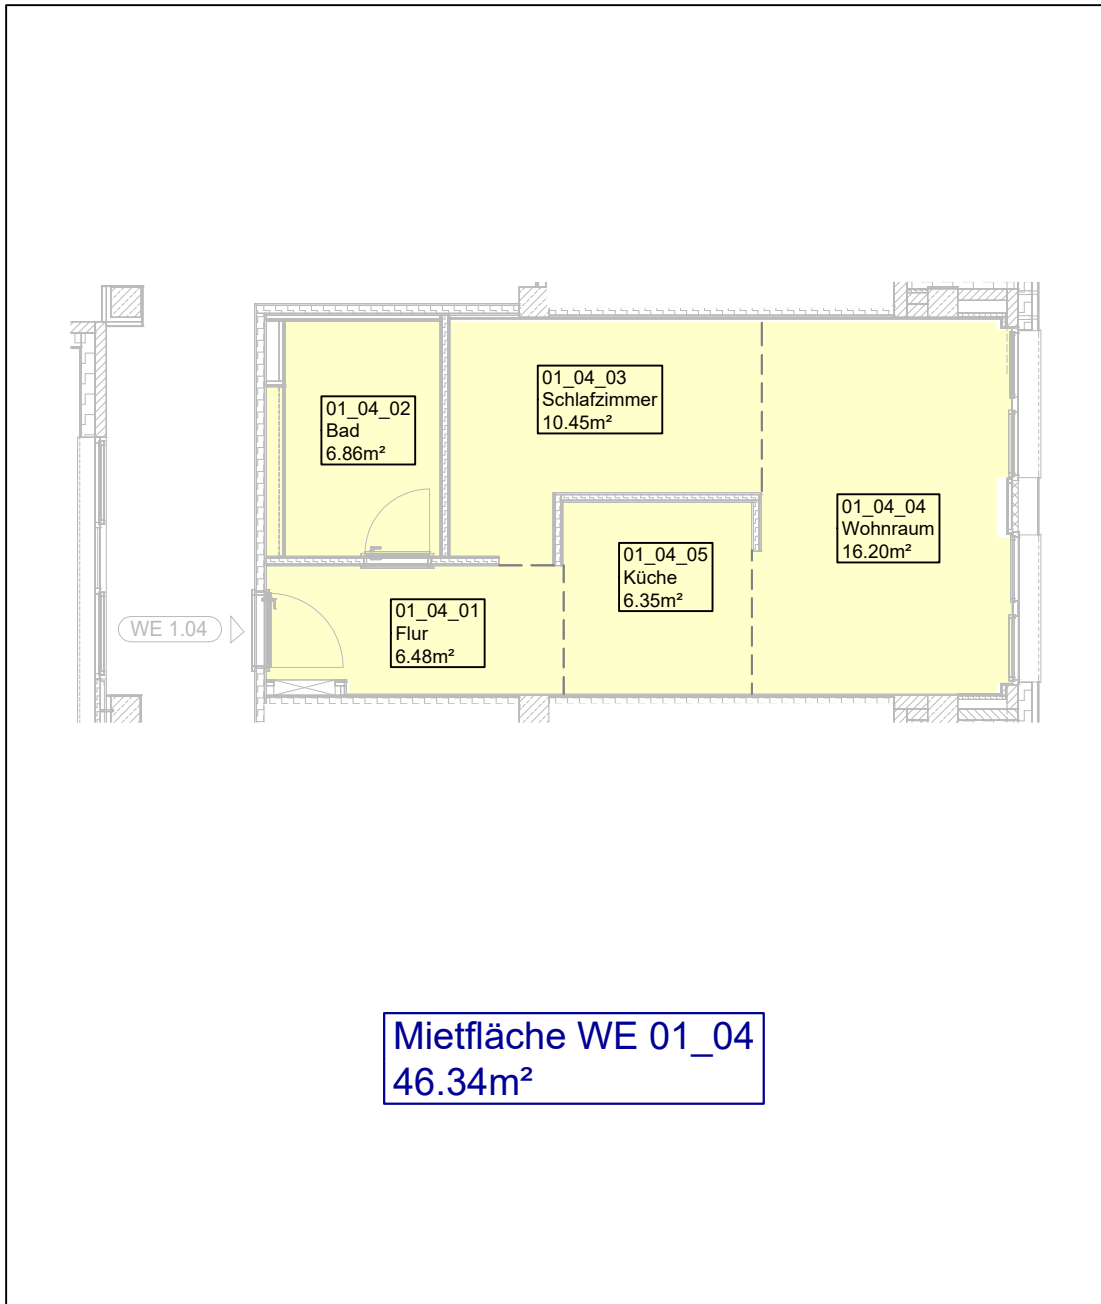 01_04_03
Schlafzimmer
10.45m²
01_04_02
Bad
6.86m²
01_04_04
Wohnraum
16.20m²
01_04_05
Küche
6.35m²
01_04_01
Flur
6.48m²
WE 1.04
Mietfläche WE 01_04
46.34m²